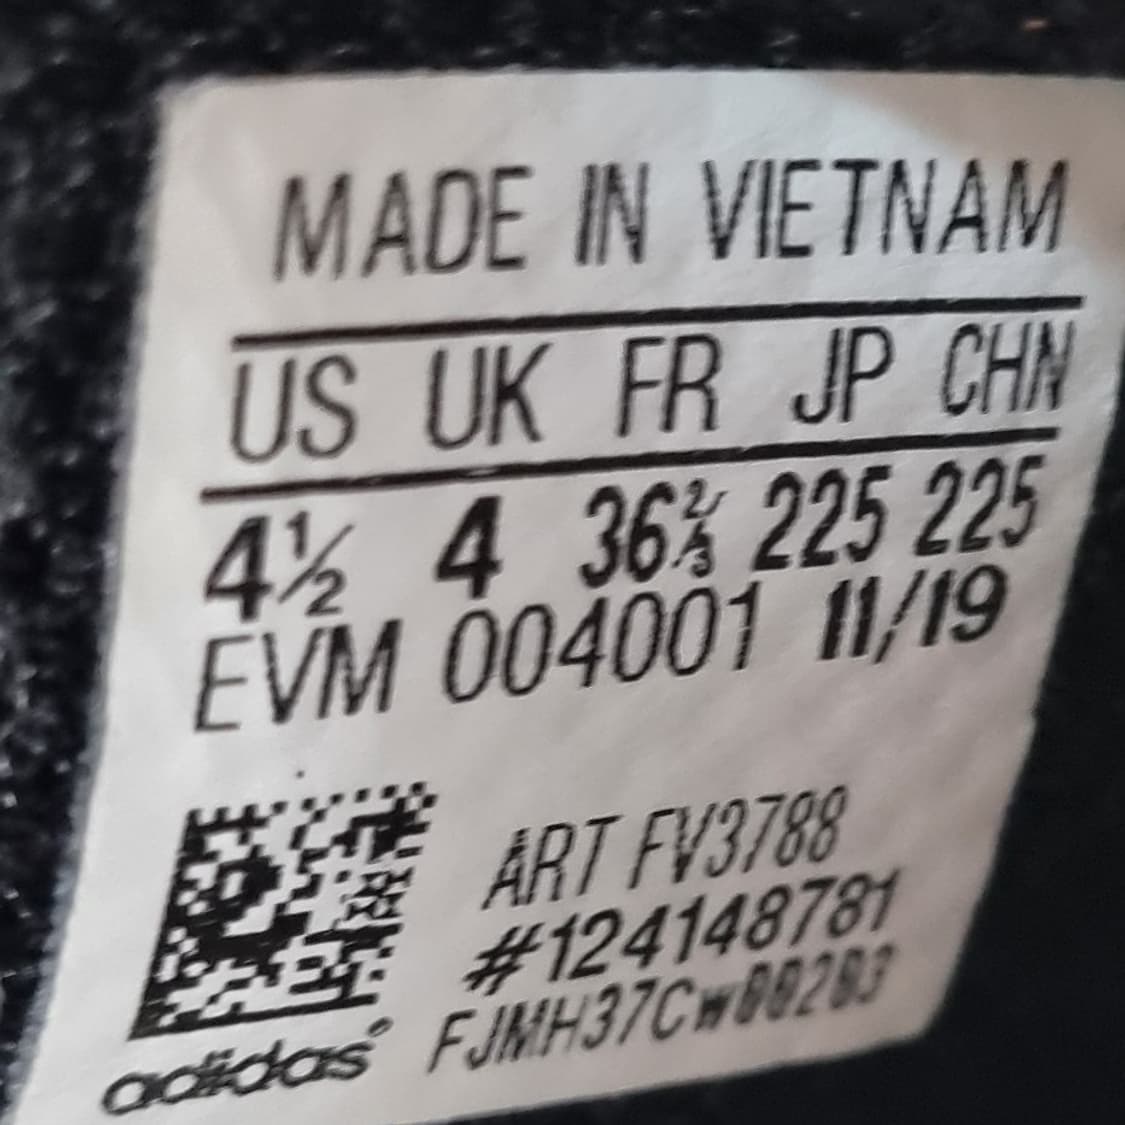 MADE IN VIETNAM
US UK FR JP CHN
4½ 4 36⅔ 225 225
EVM 004001 11/19
ART FV3788
#124148781
FJMH37Cw00203
adidas®